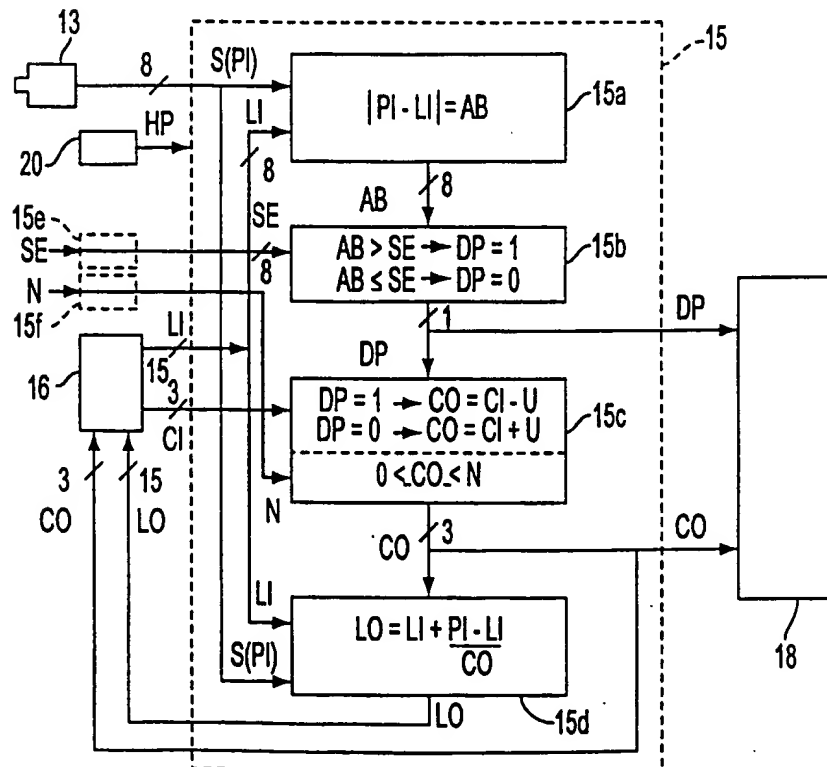 13
8
S(PI)
15
LI
|PI - LI| = AB
15a
HP
20
8
8
AB
15e
SE
SE
8
AB > SE → DP = 1
AB ≤ SE → DP = 0
15b
N
15f
1
DP
DP
LI
15
16
3
CI
DP = 1 → CO = CI - U
DP = 0 → CO = CI + U
15c
0 ≤ CO ≤ N
3
15
CO
LO
N
3
CO
CO
LI
LO = LI + PI - LI
CO
S(PI)
18
LO
15d